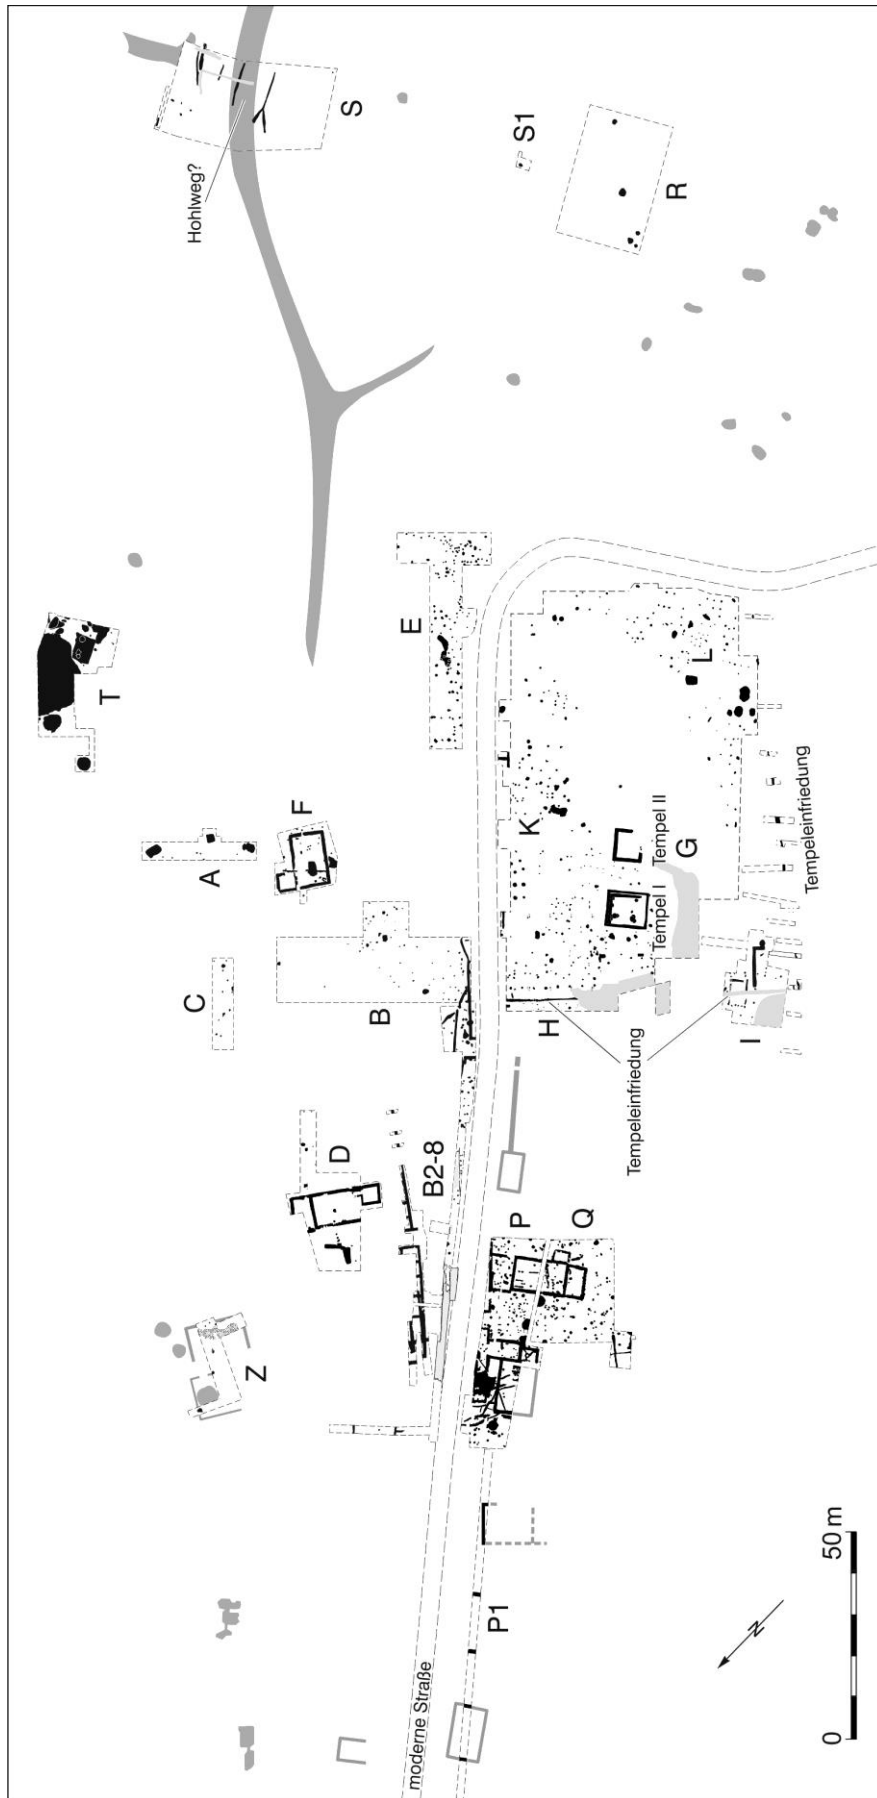 S
Hohlweg?
S1
R
T
E
A
F
L
K
C
B
Tempel I
Tempel II
G
Tempeleinfriedung
H
I
Tempeleinfriedung
D
B2-8
P
Q
Z
P1
moderne Straße
N
0
50 m